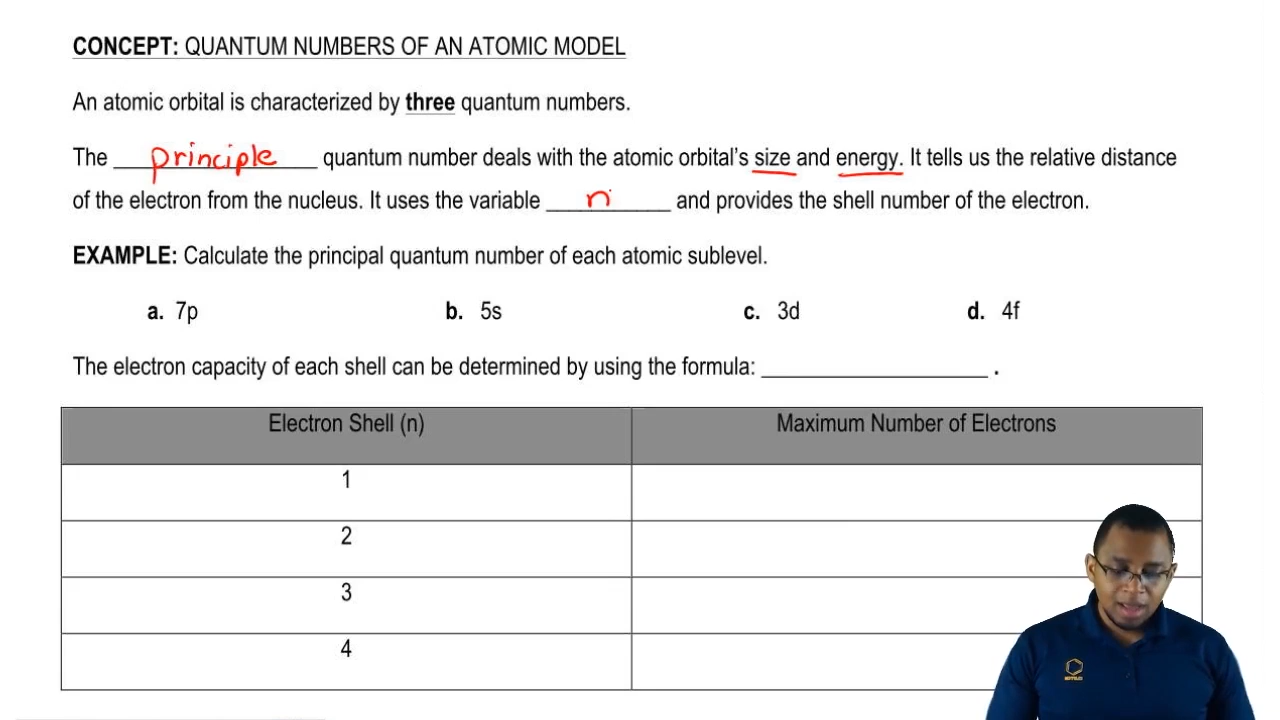 CONCEPT: QUANTUM NUMBERS OF AN ATOMIC MODEL
An atomic orbital is characterized by three quantum numbers.
The principle quantum number deals with the atomic orbital's size and energy. It tells us the relative distance
of the electron from the nucleus. It uses the variable n and provides the shell number of the electron.
EXAMPLE: Calculate the principal quantum number of each atomic sublevel.
a. 7p b. 5s c. 3d d. 4f
The electron capacity of each shell can be determined by using the formula: ____________________ .
Electron Shell (n) Maximum Number of Electrons
1
2
3
4